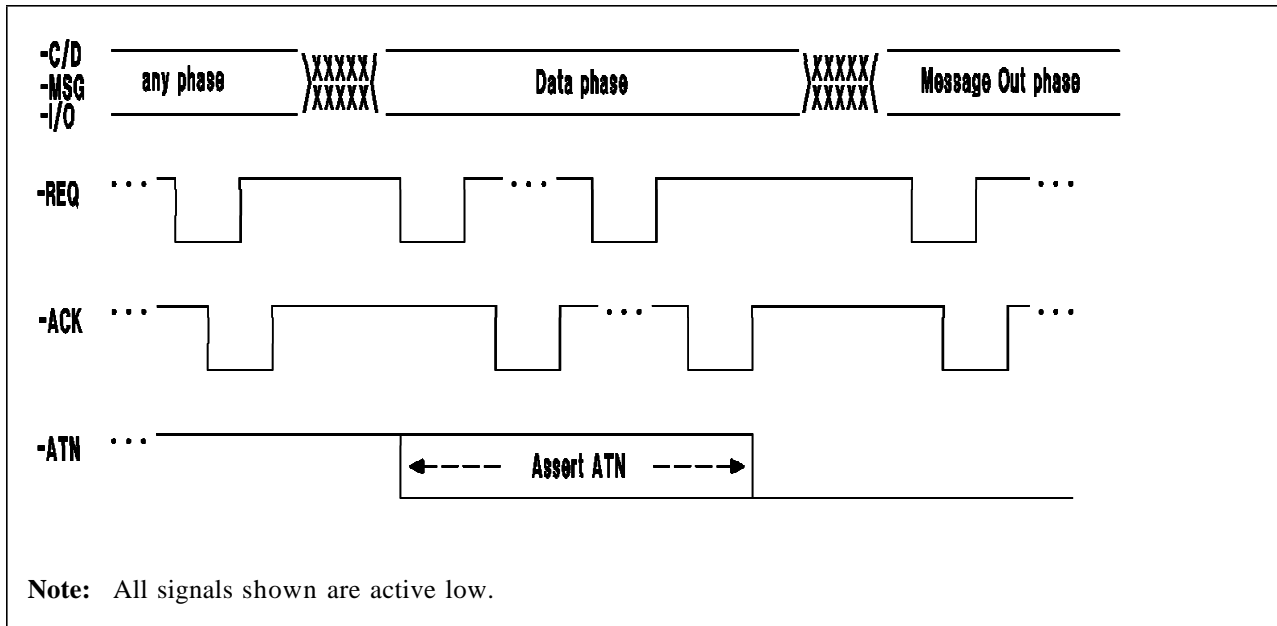 -C/D
-MSG
-I/O
any phase
XXXXX
XXXXX
Data phase
XXXXX
XXXXX
Message Out phase
-REQ ... ... ...
-ACK ... ... ...
-ATN ...
Assert ATN
Note: All signals shown are active low.